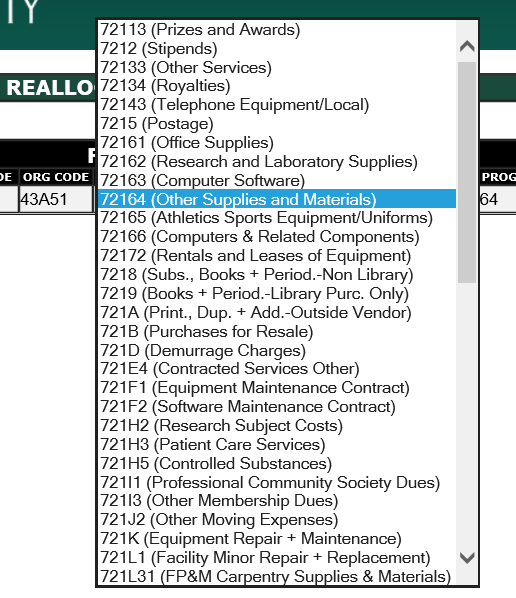 TY
REALLO
DE ORG CODE PROG
43A51 64
72113 (Prizes and Awards)
7212 (Stipends)
72133 (Other Services)
72134 (Royalties)
72143 (Telephone Equipment/Local)
7215 (Postage)
72161 (Office Supplies)
72162 (Research and Laboratory Supplies)
72163 (Computer Software)
72164 (Other Supplies and Materials)
72165 (Athletics Sports Equipment/Uniforms)
72166 (Computers & Related Components)
72172 (Rentals and Leases of Equipment)
7218 (Subs., Books + Period.-Non Library)
7219 (Books + Period.-Library Purc. Only)
721A (Print., Dup. + Add.-Outside Vendor)
721B (Purchases for Resale)
721D (Demurrage Charges)
721E4 (Contracted Services Other)
721F1 (Equipment Maintenance Contract)
721F2 (Software Maintenance Contract)
721H2 (Research Subject Costs)
721H3 (Patient Care Services)
721H5 (Controlled Substances)
721I1 (Professional Community Society Dues)
721I3 (Other Membership Dues)
721J2 (Other Moving Expenses)
721K (Equipment Repair + Maintenance)
721L1 (Facility Minor Repair + Replacement)
721L31 (FP&M Carpentry Supplies & Materials)